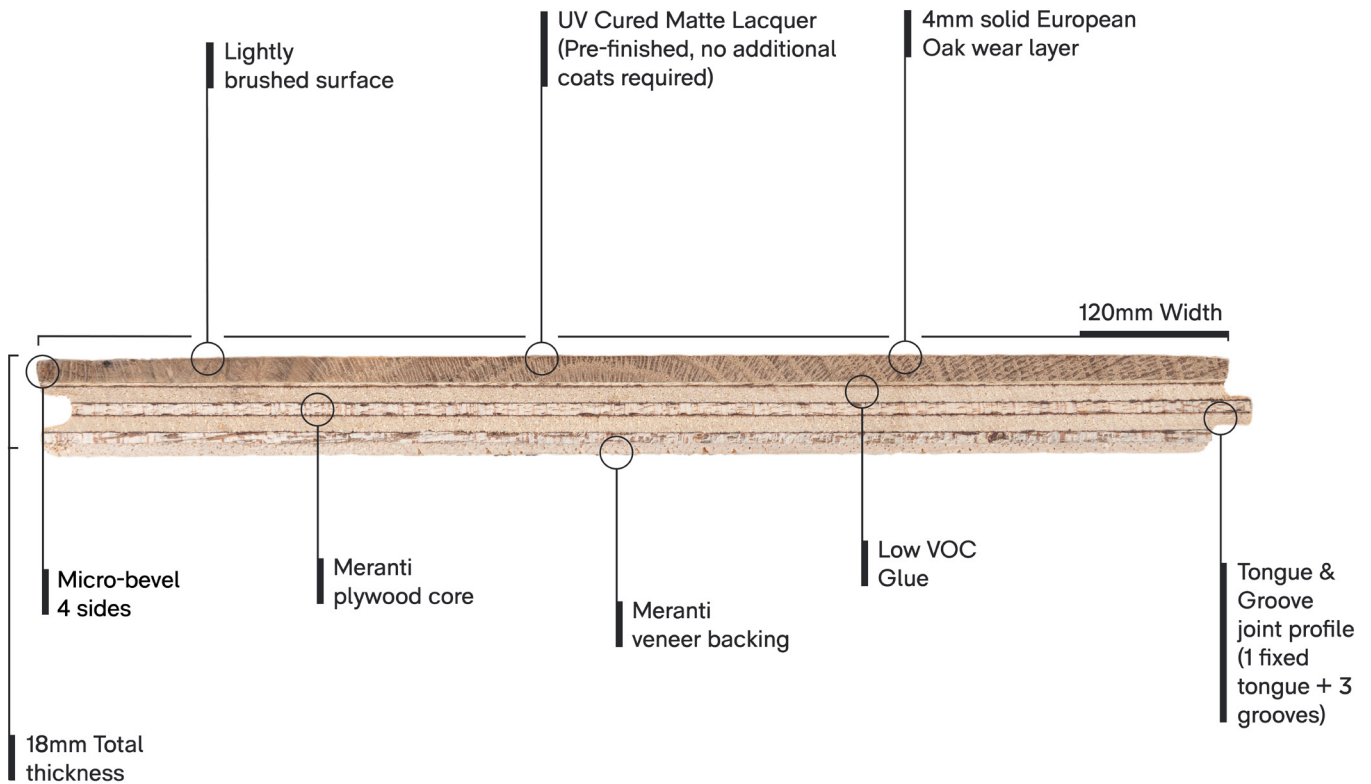 Lightly
brushed surface
UV Cured Matte Lacquer
(Pre-finished, no additional
coats required)
4mm solid European
Oak wear layer
120mm Width
Micro-bevel
4 sides
Meranti
plywood core
Meranti
veneer backing
Low VOC
Glue
Tongue &
Groove
joint profile
(1 fixed
tongue + 3
grooves)
18mm Total
thickness